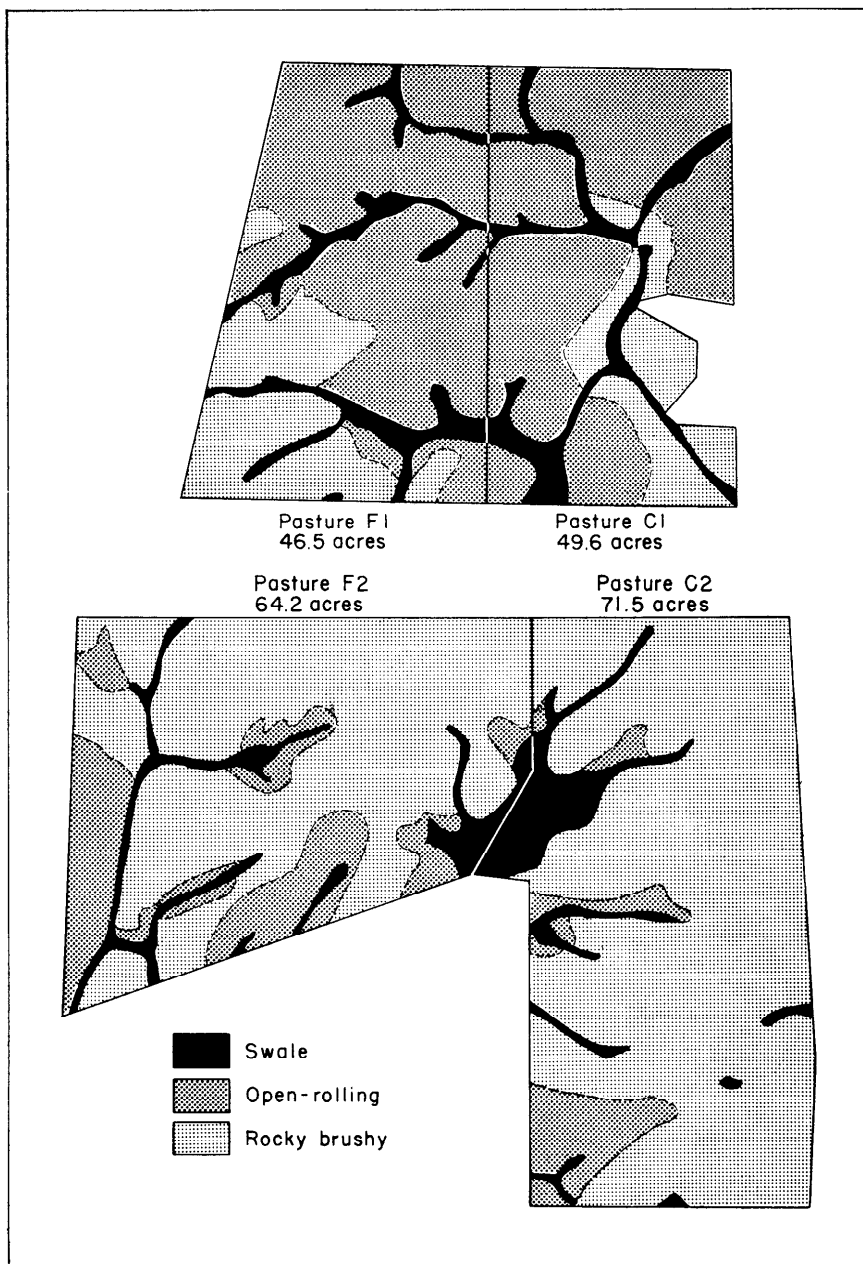 Pasture F1
46.5 acres
Pasture C1
49.6 acres
Pasture F2
64.2 acres
Pasture C2
71.5 acres
Swale
Open-rolling
Rocky brushy